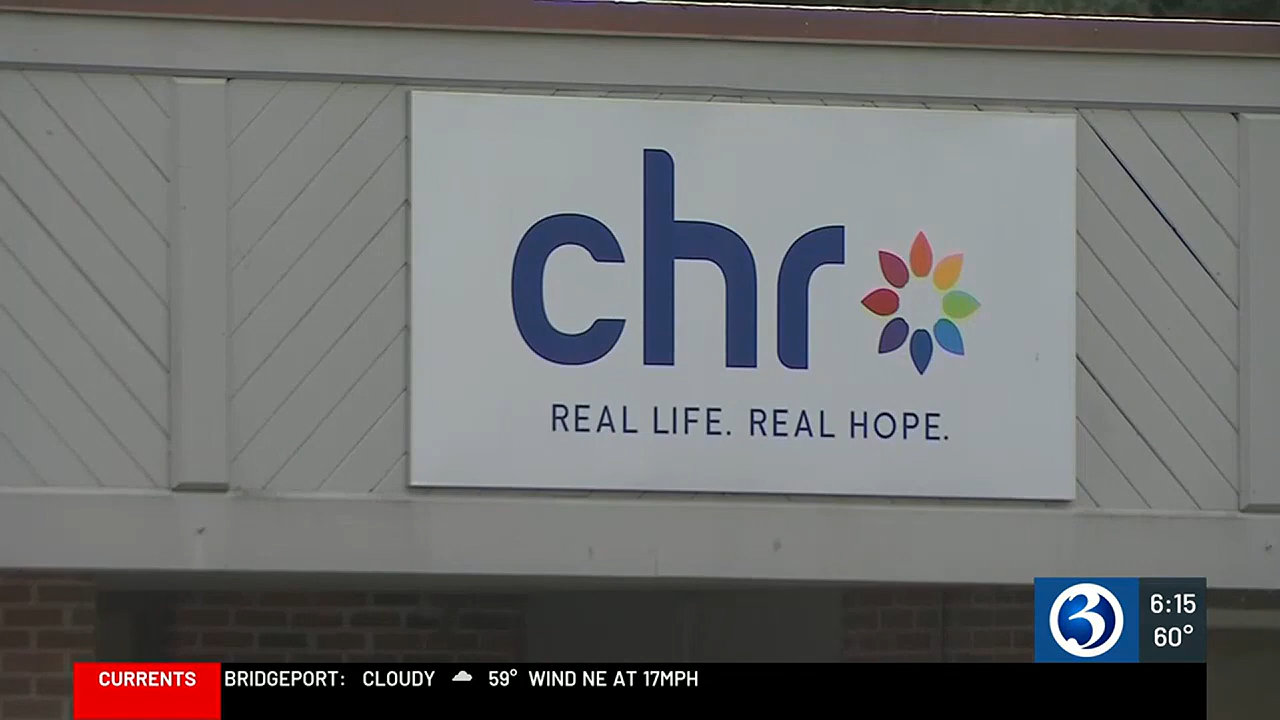 chr
REAL LIFE. REAL HOPE.
3
6:15
60°
CURRENTS
BRIDGEPORT: CLOUDY 59° WIND NE AT 17MPH